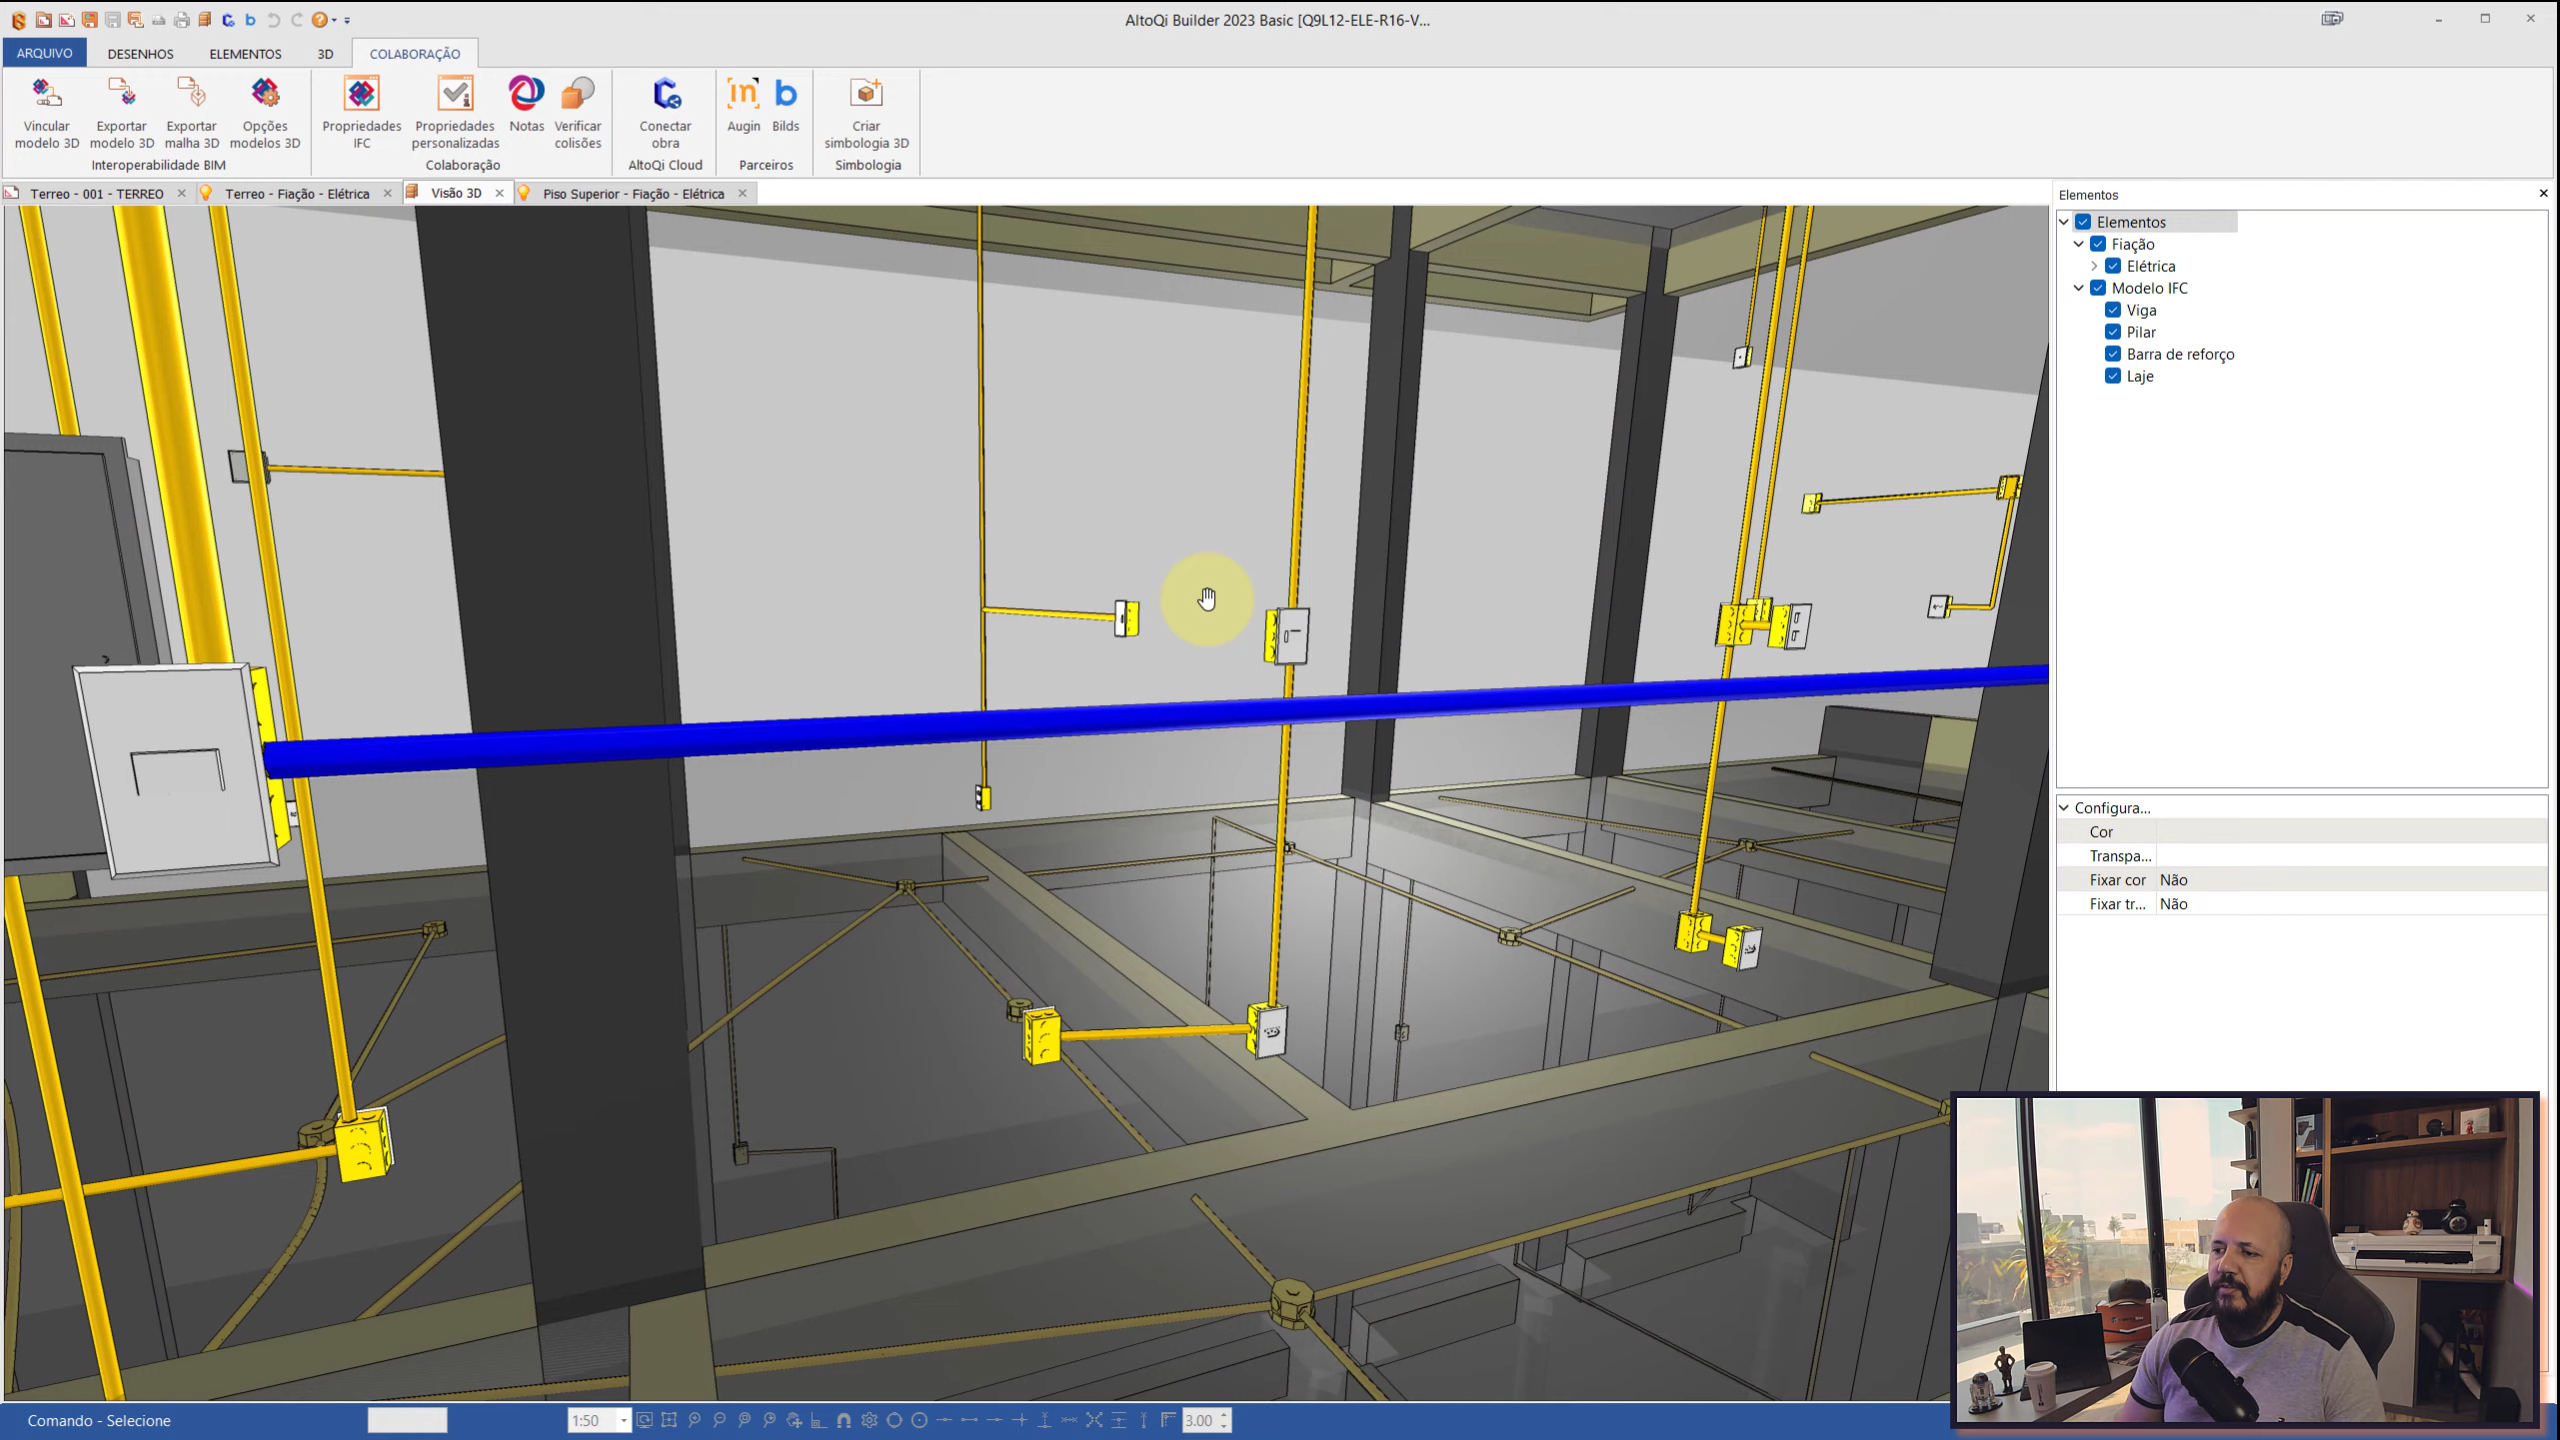 AltoQi Builder 2023 Basic [Q9L12-ELE-R16-V...
ARQUIVO DESENHOS ELEMENTOS 3D COLABORAÇÃO
Vincular modelo 3D
Exportar modelo 3D
Exportar malha 3D
Opções modelos 3D
Interoperabilidade BIM
Propriedades IFC
Propriedades personalizadas
Notas
Verificar colisões
Colaboração
Conectar obra
AltoQi Cloud
in
Augin
b
Bilds
Parceiros
Criar simbologia 3D
Simbologia
Terreo - 001 - TERREO
Terreo - Fiação - Elétrica
Visão 3D
Piso Superior - Fiação - Elétrica
Elementos
Elementos
Fiação
Elétrica
Modelo IFC
Viga
Pilar
Barra de reforço
Laje
Configura...
Cor
Transpa...
Fixar cor Não
Fixar tr... Não
Comando - Selecione
1:50
3.00